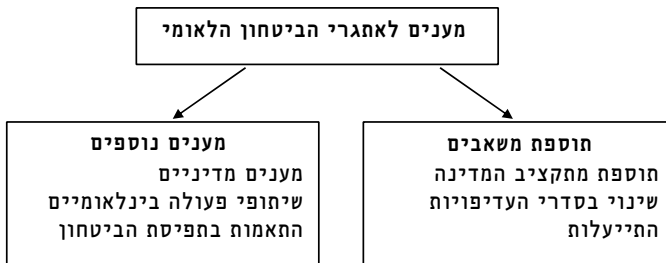 מענים לאתגרי הביטחון הלאומי
תוספת משאבים
תוספת מתקציב המדינה
שינוי בסדרי העדיפויות
התייעלות
מענים נוספים
מענים מדיניים
שיתופי פעולה בינלאומיים
התאמות בתפיסת הביטחון